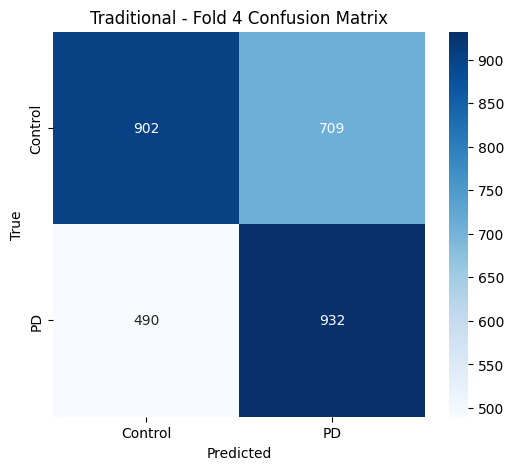 Traditional - Fold 4 Confusion Matrix
Control
PD
True
902
709
490
932
Control
PD
Predicted
900
850
800
750
700
650
600
550
500